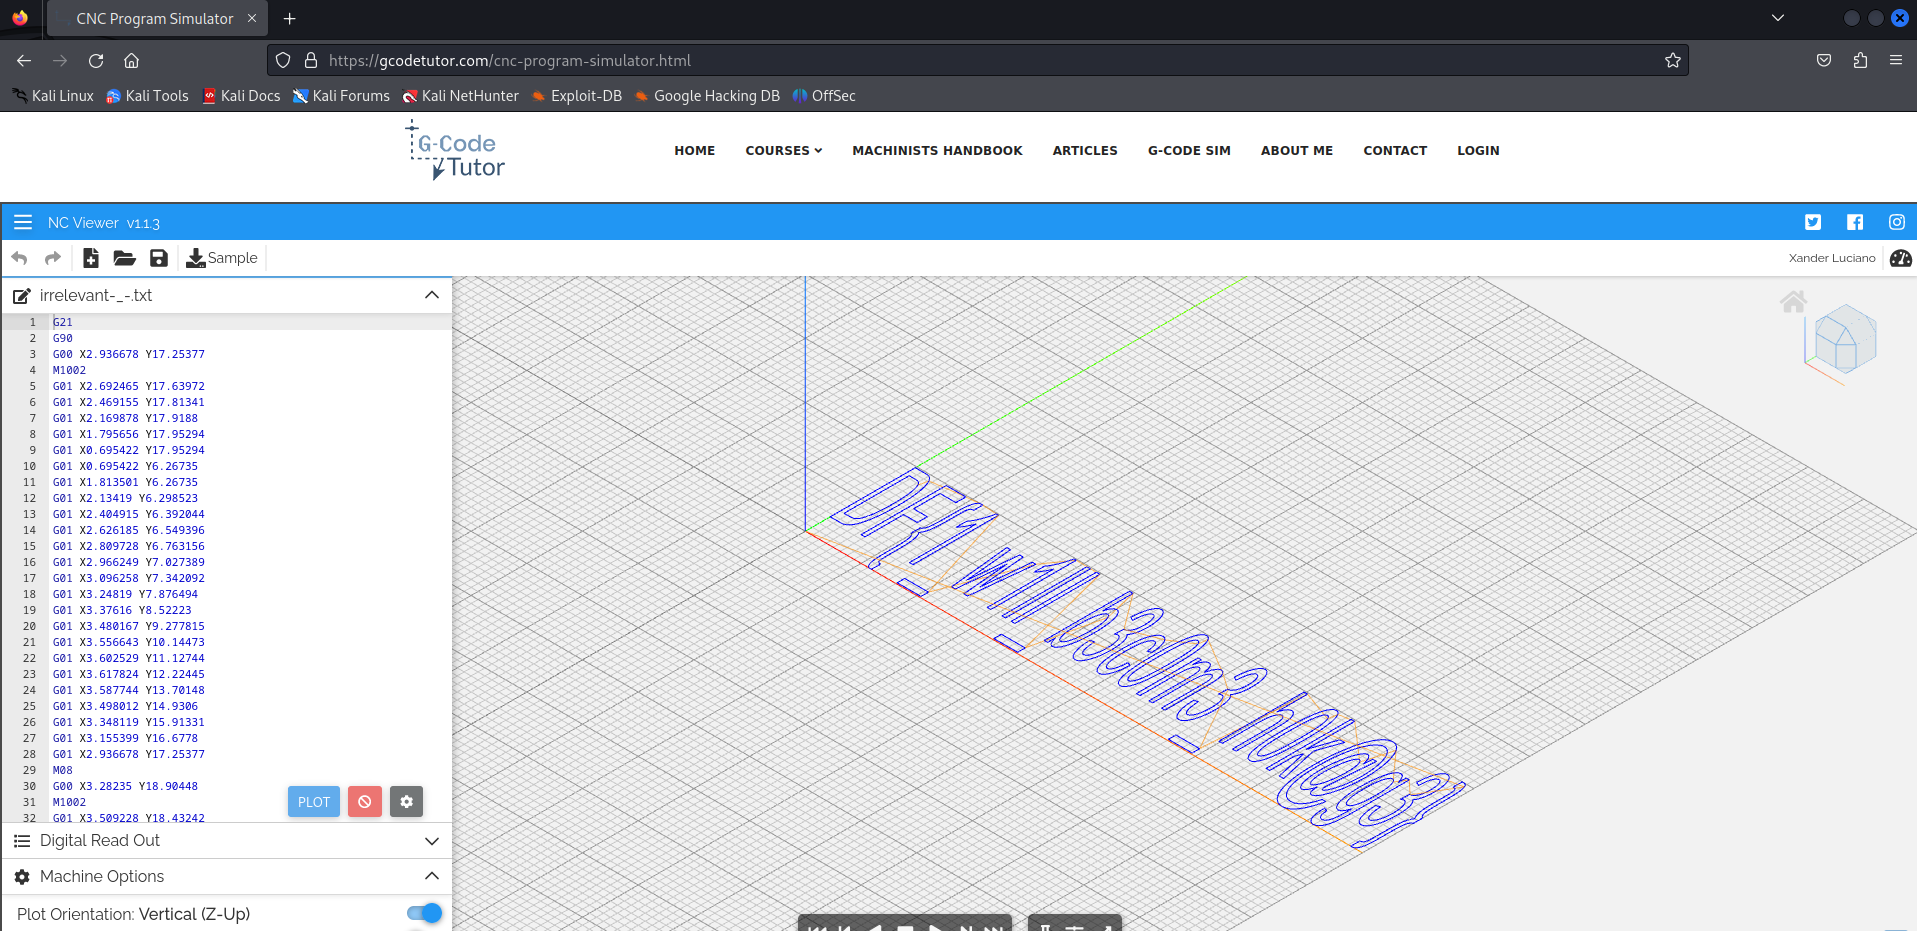 CNC Program Simulator
https://gcodetutor.com/cnc-program-simulator.html
Kali Linux Kali Tools Kali Docs Kali Forums Kali NetHunter Exploit-DB Google Hacking DB OffSec
G-Code
Tutor
HOME COURSES MACHINISTS HANDBOOK ARTICLES G-CODE SIM ABOUT ME CONTACT LOGIN
NC Viewer v1.1.3
Sample
Xander Luciano
irrelevant-_-.txt
1 G21
2 G90
3 G00 X2.936678 Y17.25377
4 M1002
5 G01 X2.692465 Y17.63972
6 G01 X2.469155 Y17.81341
7 G01 X2.169878 Y17.9188
8 G01 X1.795656 Y17.95294
9 G01 X0.695422 Y17.95294
10 G01 X0.695422 Y6.26735
11 G01 X1.813501 Y6.26735
12 G01 X2.13419 Y6.298523
13 G01 X2.404915 Y6.392044
14 G01 X2.626185 Y6.549396
15 G01 X2.809728 Y6.763156
16 G01 X2.966249 Y7.027389
17 G01 X3.096258 Y7.342092
18 G01 X3.24819 Y7.876494
19 G01 X3.37616 Y8.52223
20 G01 X3.480167 Y9.277815
21 G01 X3.556643 Y10.14473
22 G01 X3.602529 Y11.12744
23 G01 X3.617824 Y12.22445
24 G01 X3.587744 Y13.70148
25 G01 X3.498012 Y14.9306
26 G01 X3.348119 Y15.91331
27 G01 X3.155399 Y16.6778
28 G01 X2.936678 Y17.25377
29 M08
30 G00 X3.28235 Y18.90448
31 M1002
32 G01 X3.509228 Y18.43242
PLOT
Digital Read Out
Machine Options
Plot Orientation: Vertical (Z-Up)